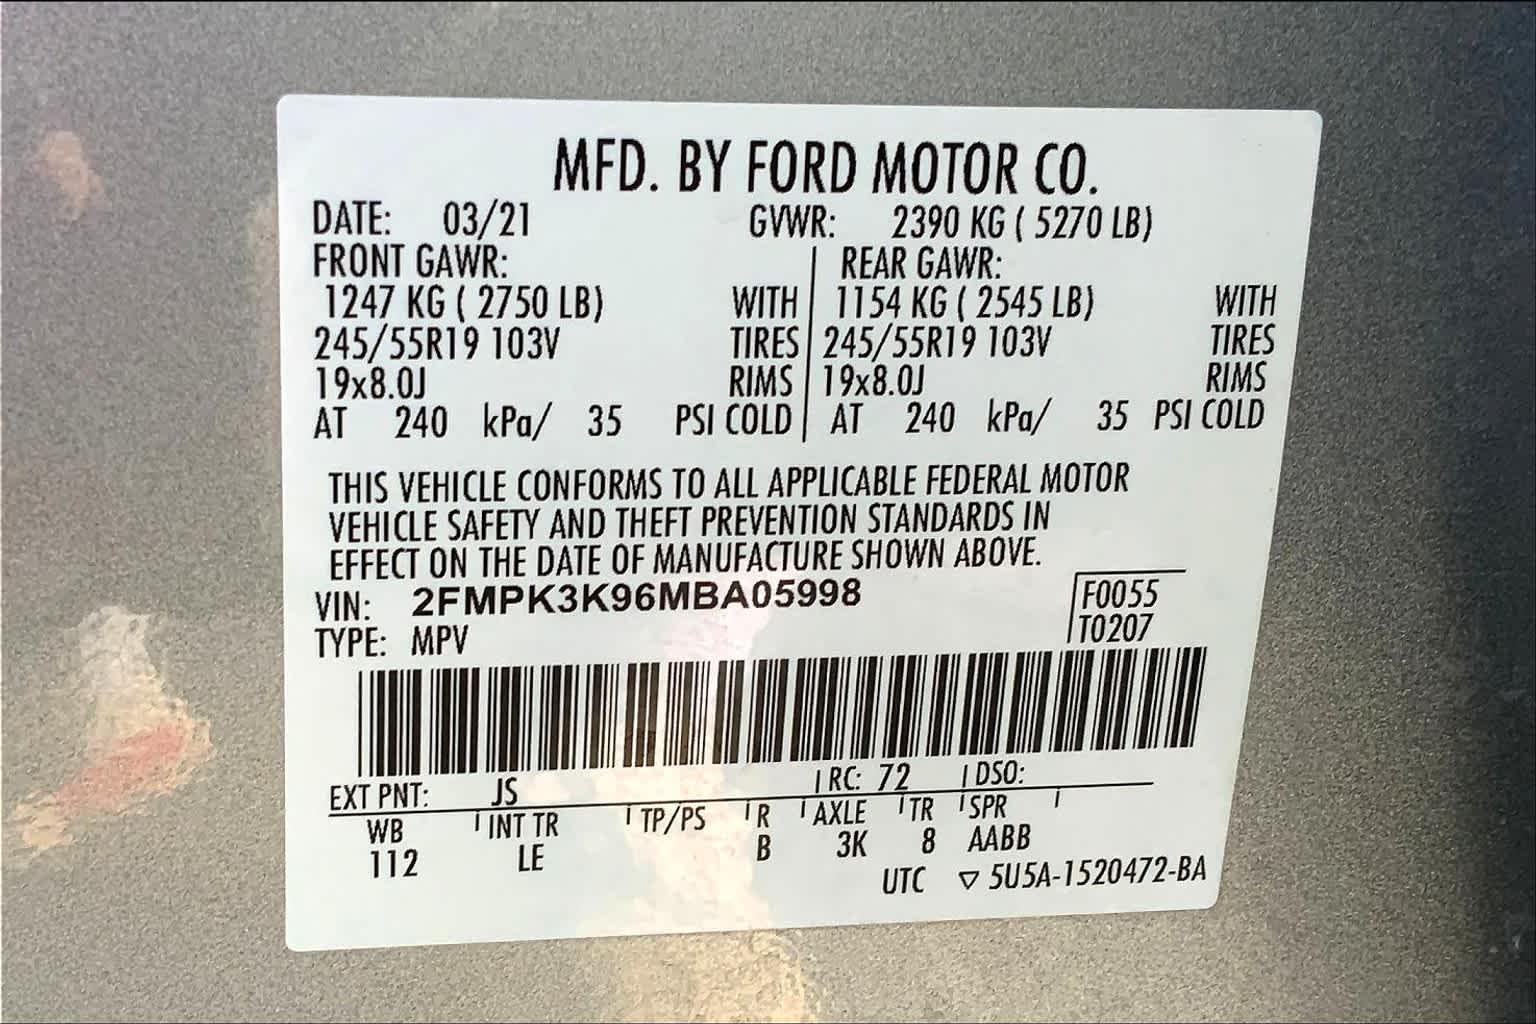 MFD. BY FORD MOTOR CO.
DATE: 03/21 GVWR: 2390 KG ( 5270 LB)
FRONT GAWR: REAR GAWR:
1247 KG ( 2750 LB) WITH 1154 KG ( 2545 LB) WITH
245/55R19 103V TIRES 245/55R19 103V TIRES
19x8.0J RIMS 19x8.0J RIMS
AT 240 kPa/ 35 PSI COLD AT 240 kPa/ 35 PSI COLD
THIS VEHICLE CONFORMS TO ALL APPLICABLE FEDERAL MOTOR
VEHICLE SAFETY AND THEFT PREVENTION STANDARDS IN
EFFECT ON THE DATE OF MANUFACTURE SHOWN ABOVE.
VIN: 2FMPK3K96MBA05998 F0055
TYPE: MPV T0207
EXT PNT: JS RC: 72 DSO:
WB INT TR TP/PS R AXLE TR SPR
112 LE B 3K 8 AABB
UTC ▽ 5U5A-1520472-BA